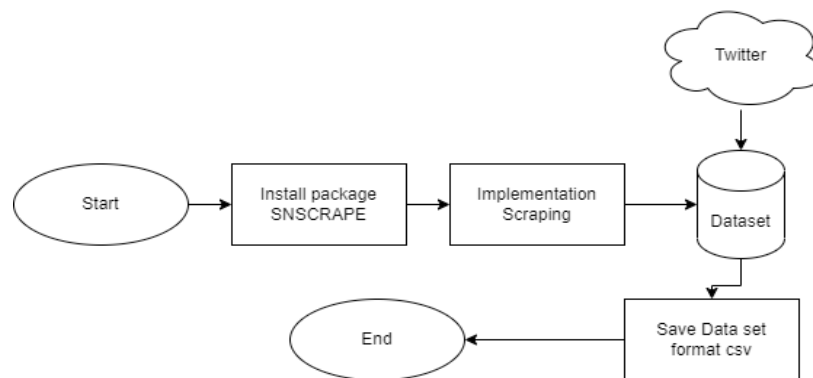 Twitter
Start
Install package
SNSCRAPE
Implementation
Scraping
Dataset
End
Save Data set
format csv